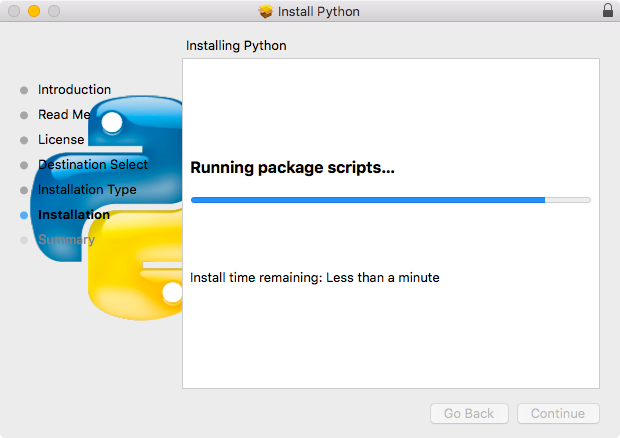 Install Python
Installing Python
Introduction
Read Me
License
Destination Select
Installation Type
Installation
Summary
Running package scripts...
Install time remaining: Less than a minute
Go Back
Continue